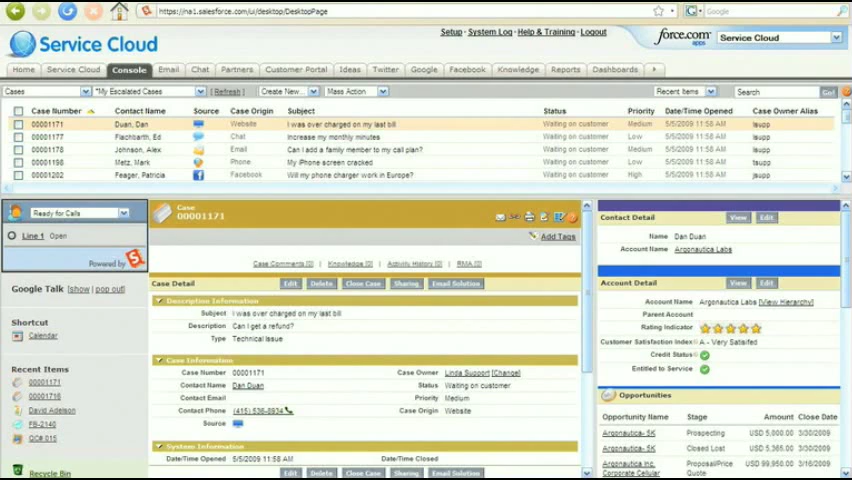 https://na1.salesforce.com/ui/desktop/DesktopPage
Google
Service Cloud
Setup · System Log · Help & Training · Logout
force.com
apps
Service Cloud
Home Service Cloud Console Email Chat Partners Customer Portal Ideas Twitter Google Facebook Knowledge Reports Dashboards
Cases *My Escalated Cases [Refresh] Create New... Mass Action Recent Items Search Go!
Case Number Contact Name Source Case Origin Subject Status Priority Date/Time Opened Case Owner Alias
00001171 Duan, Dan Website I was over charged on my last bill Waiting on customer Medium 5/5/2009 11:58 AM lsupp
00001177 Flachbarth, Ed Chat Increase my monthly minutes Waiting on customer Low 5/5/2009 11:58 AM lsupp
00001178 Johnson, Alex Email Can I add a family member to my call plan? Waiting on customer Medium 5/5/2009 11:58 AM lsupp
00001198 Metz, Mark Phone My iPhone screen cracked Waiting on customer Low 5/5/2009 11:58 AM lsupp
00001202 Feager, Patricia Facebook Will my phone charger work in Europe? Waiting on customer High 5/5/2009 11:58 AM lsupp
Ready for Calls
Line 1 Open
Powered by
Google Talk [show | pop out]
Shortcut
Calendar
Recent Items
00001171
00001716
David Adelson
FB-2140
QC# 015
Recycle Bin
Case
00001171
Add Tags
Case Comments [0] | Knowledge [0] | Activity History [0] | RMA [0]
Case Detail Edit Delete Close Case Sharing Email Solution
Description Information
Subject I was over charged on my last bill
Description Can I get a refund?
Type Technical Issue
Case Information
Case Number 00001171 Case Owner Linda Support [Change]
Contact Name Dan Duan Status Waiting on customer
Contact Email Priority Medium
Contact Phone (415) 536-8934 Case Origin Website
Source
System Information
Date/Time Opened 5/5/2009 11:58 AM Date/Time Closed
Edit Delete Close Case Sharing Email Solution
Contact Detail View Edit
Name Dan Duan
Account Name Argonautica Labs
Account Detail View Edit
Account Name Argonautica Labs [View Hierarchy]
Parent Account
Rating Indicator
Customer Satisfaction Index A - Very Satisifed
Credit Status
Entitled to Service
Opportunities
Opportunity Name Stage Amount Close Date
Argonautica- 5K Prospecting USD 5,000.00 3/30/2009
Argonautica- 5K Closed Lost USD 5,365.00 3/30/2009
Argonautica Inc. Corporate Cellular Proposal/Price Quote USD 99,950.00 3/16/2009